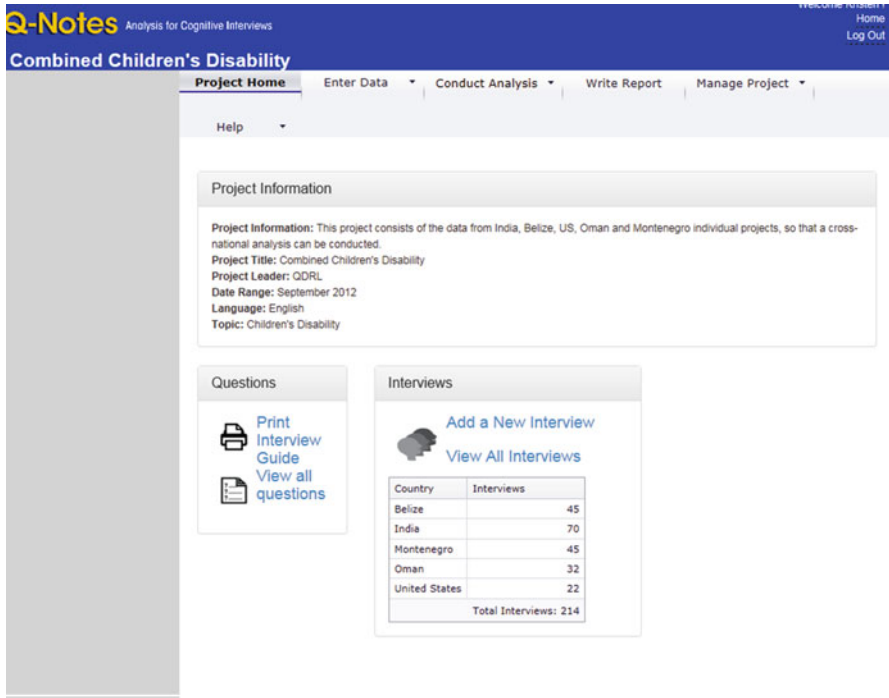 Welcome Kristen
Q-Notes Analysis for Cognitive Interviews
Home
Log Out
Combined Children's Disability
Project Home Enter Data Conduct Analysis Write Report Manage Project
Help
Project Information
Project Information: This project consists of the data from India, Belize, US, Oman and Montenegro individual projects, so that a cross-
national analysis can be conducted.
Project Title: Combined Children's Disability
Project Leader: QDRL
Date Range: September 2012
Language: English
Topic: Children's Disability
Questions
Print
Interview
Guide
View all
questions
Interviews
Add a New Interview
View All Interviews
Country Interviews
Belize 45
India 70
Montenegro 45
Oman 32
United States 22
Total Interviews: 214